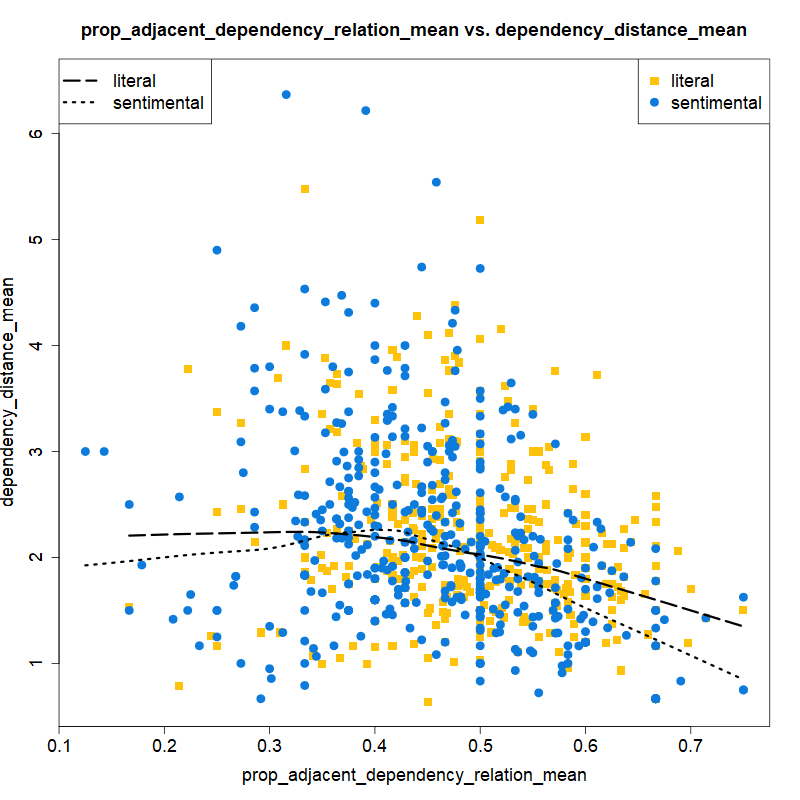 prop_adjacent_dependency_relation_mean vs. dependency_distance_mean
literal
sentimental
literal
sentimental
6
5
4
3
2
1
dependency_distance_mean
0.1 0.2 0.3 0.4 0.5 0.6 0.7
prop_adjacent_dependency_relation_mean